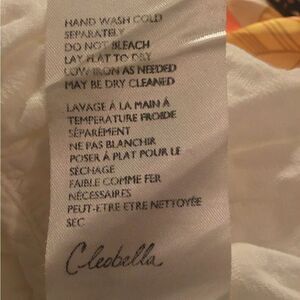 HAND WASH COLD
SEPARATELY
DO NOT BLEACH
LAY FLAT TO DRY
LOW IRON AS NEEDED
MAY BE DRY CLEANED
LAVAGE À LA MAIN À
TEMPERATURE FROIDE
SÉPARÉMENT
NE PAS BLANCHIR
POSER À PLAT POUR LE
SÉCHAGE
FAIBLE COMME FER
NÉCESSAIRES
PEUT-ETRE ETRE NETTOYÉE
SEC
Cleobella